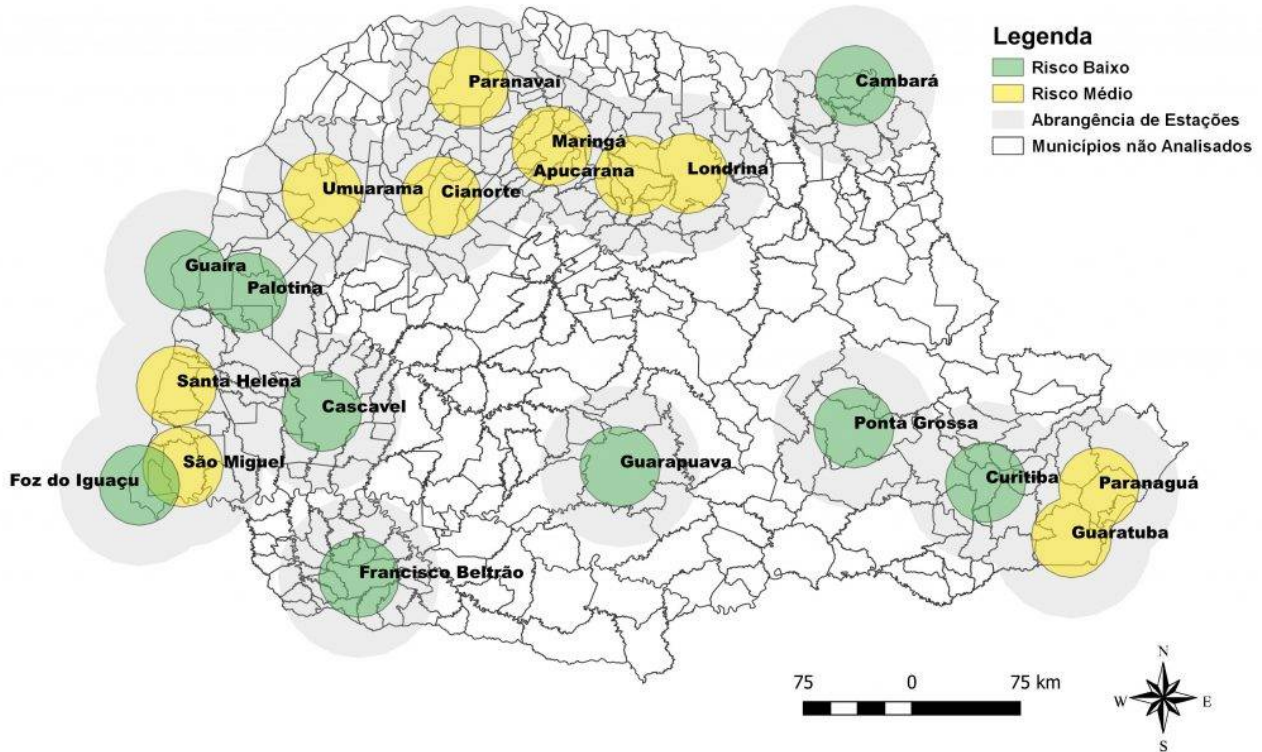 Legenda
Risco Baixo
Risco Médio
Abrangência de Estações
Municípios não Analisados
Paranavaí
Cambará
Maringá
Apucarana
Londrina
Umuarama
Cianorte
Guaíra
Palotina
Santa Helena
Cascavel
Ponta Grossa
São Miguel
Foz do Iguaçu
Guarapuava
Curitiba
Paranaguá
Guaratuba
Francisco Beltrão
75 0 75 km
N
W E
S